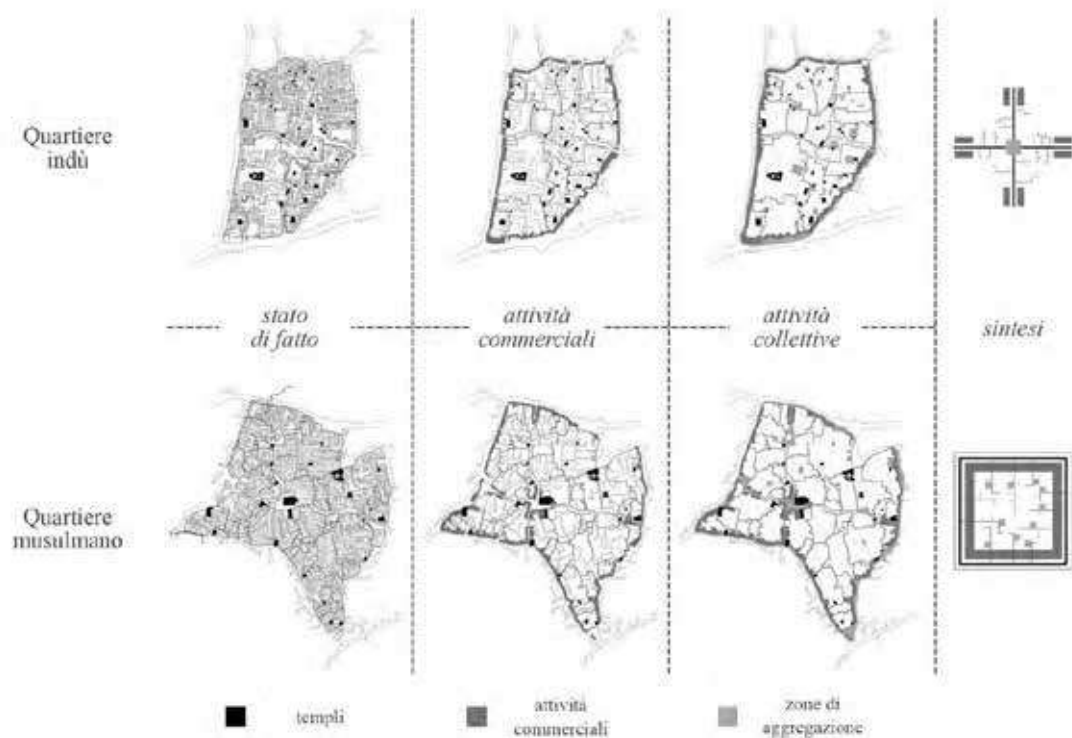 Quartiere
indù
stato
di fatto
attività
commerciali
attività
collettive
sintesi
Quartiere
musulmano
templi
attività
commerciali
zone di
aggregazione